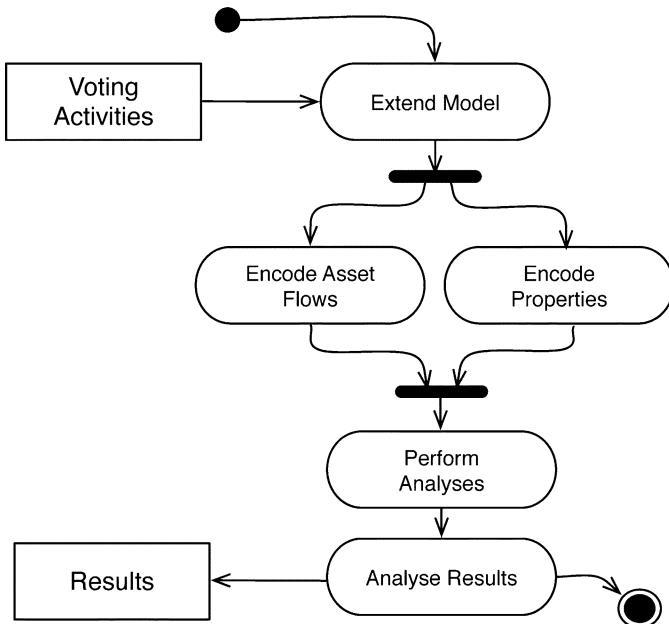 Voting
Activities
Extend Model
Encode Asset
Flows
Encode
Properties
Perform
Analyses
Results
Analyse Results